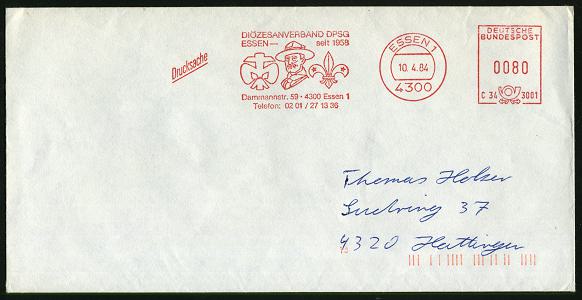 DIÖZESANVERBAND DPSG
ESSEN — seit 1958
Drucksache
Dammannstr. 59 · 4300 Essen 1
Telefon: 02 01 / 27 13 36
ESSEN 1
10.4.84
4300
DEUTSCHE
BUNDESPOST
0080
C 34 3001
Thomas Holzer
Sudring 37
4320 Hattingen